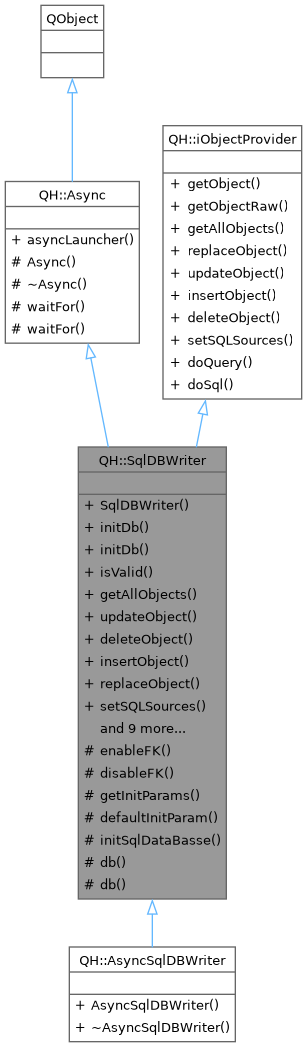 QObject
QH::Async
+ asyncLauncher()
# Async()
# ~Async()
# waitFor()
# waitFor()
QH::iObjectProvider
+ getObject()
+ getObjectRaw()
+ getAllObjects()
+ replaceObject()
+ updateObject()
+ insertObject()
+ deleteObject()
+ setSQLSources()
+ doQuery()
+ doSql()
QH::SqlDBWriter
+ SqlDBWriter()
+ initDb()
+ initDb()
+ isValid()
+ getAllObjects()
+ updateObject()
+ deleteObject()
+ insertObject()
+ replaceObject()
+ setSQLSources()
and 9 more...
# enableFK()
# disableFK()
# getInitParams()
# defaultInitParam()
# initSqlDataBasse()
# db()
# db()
QH::AsyncSqlDBWriter
+ AsyncSqlDBWriter()
+ ~AsyncSqlDBWriter()